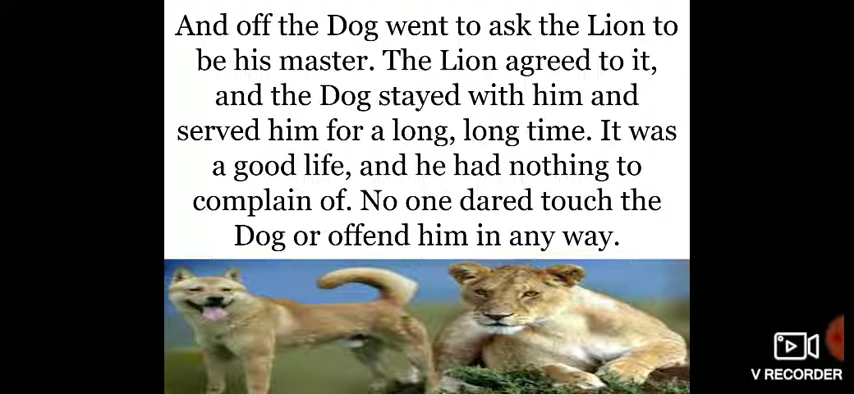 And off the Dog went to ask the Lion to
be his master. The Lion agreed to it,
and the Dog stayed with him and
served him for a long, long time. It was
a good life, and he had nothing to
complain of. No one dared touch the
Dog or offend him in any way.
V RECORDER